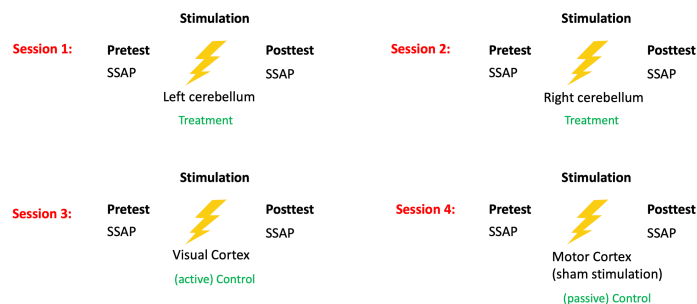 Stimulation
Session 1: Pretest Posttest
SSAP SSAP
Left cerebellum
Treatment
Stimulation
Session 2: Pretest Posttest
SSAP SSAP
Right cerebellum
Treatment
Stimulation
Session 3: Pretest Posttest
SSAP SSAP
Visual Cortex
(active) Control
Stimulation
Session 4: Pretest Posttest
SSAP SSAP
Motor Cortex
(sham stimulation)
(passive) Control